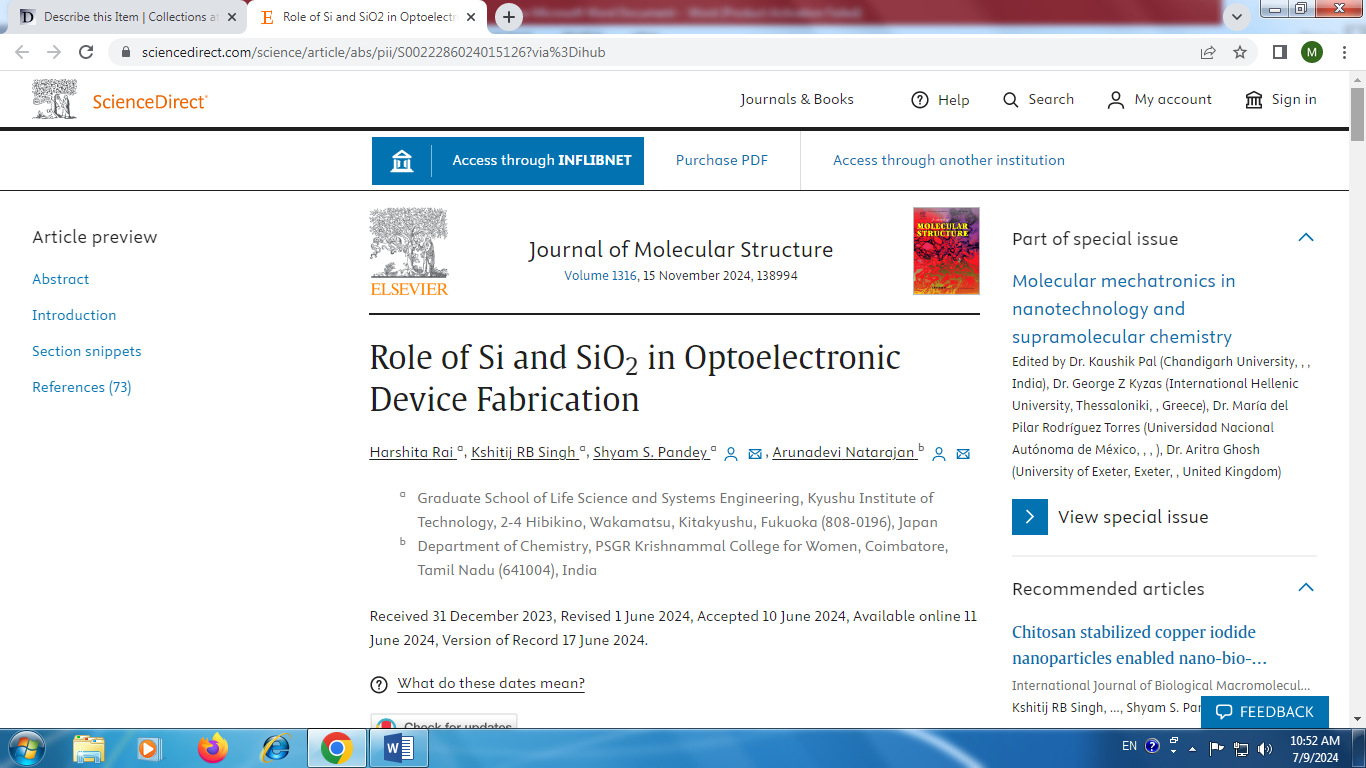 Describe this Item | Collections at
Role of Si and SiO2 in Optoelectr
sciencedirect.com/science/article/abs/pii/S0022286024015126?via%3Dihub
M
ScienceDirect
Journals & Books
Help
Search
My account
Sign in
Access through INFLIBNET
Purchase PDF
Access through another institution
Article preview
Abstract
Introduction
Section snippets
References (73)
ELSEVIER
Journal of Molecular Structure
Volume 1316, 15 November 2024, 138994
MOLECULAR
STRUCTURE
Role of Si and SiO2 in Optoelectronic
Device Fabrication
Harshita Rai a, Kshitij RB Singh a, Shyam S. Pandey a, Arunadevi Natarajan b
a Graduate School of Life Science and Systems Engineering, Kyushu Institute of
Technology, 2-4 Hibikino, Wakamatsu, Kitakyushu, Fukuoka (808-0196), Japan
b Department of Chemistry, PSGR Krishnammal College for Women, Coimbatore,
Tamil Nadu (641004), India
Received 31 December 2023, Revised 1 June 2024, Accepted 10 June 2024, Available online 11
June 2024, Version of Record 17 June 2024.
What do these dates mean?
Check for updates
Part of special issue
Molecular mechatronics in
nanotechnology and
supramolecular chemistry
Edited by Dr. Kaushik Pal (Chandigarh University, , ,
India), Dr. George Z Kyzas (International Hellenic
University, Thessaloniki, , Greece), Dr. María del
Pilar Rodríguez Torres (Universidad Nacional
Autónoma de México, , , ), Dr. Aritra Ghosh
(University of Exeter, Exeter, , United Kingdom)
View special issue
Recommended articles
Chitosan stabilized copper iodide
nanoparticles enabled nano-bio-…
International Journal of Biological Macromolecul…
Kshitij RB Singh, …, Shyam S. Par
FEEDBACK
EN
10:52 AM
7/9/2024